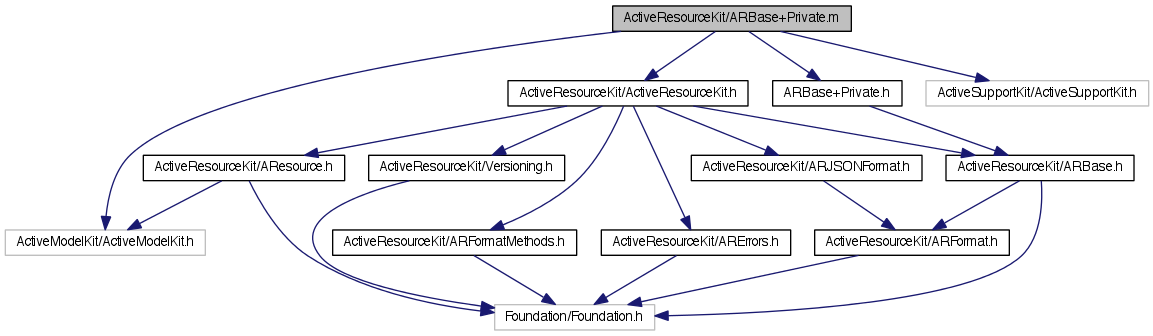 ActiveResourceKit/ARBase+Private.m
ActiveResourceKit/ActiveResourceKit.h
ARBase+Private.h
ActiveSupportKit/ActiveSupportKit.h
ActiveResourceKit/AResource.h
ActiveResourceKit/Versioning.h
ActiveResourceKit/ARJSONFormat.h
ActiveResourceKit/ARBase.h
ActiveModelKit/ActiveModelKit.h
ActiveResourceKit/ARFormatMethods.h
ActiveResourceKit/ARErrors.h
ActiveResourceKit/ARFormat.h
Foundation/Foundation.h